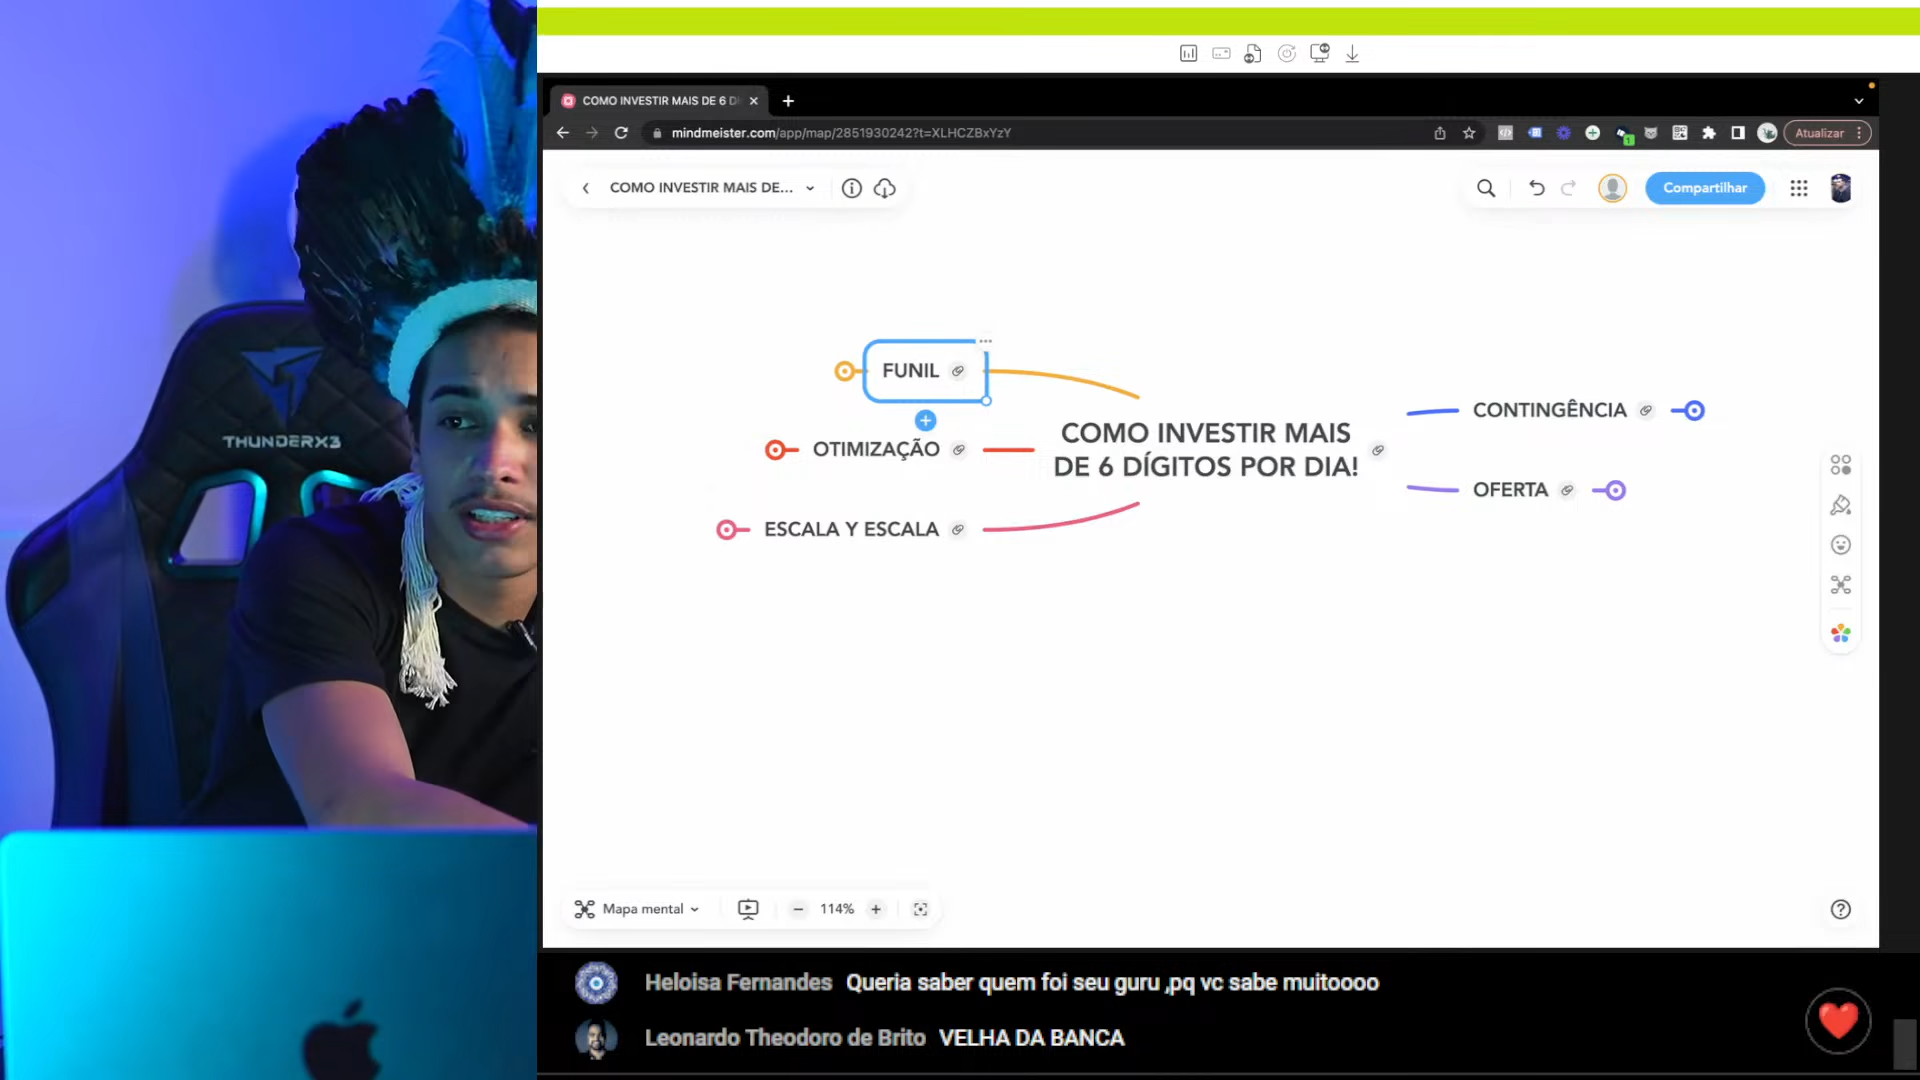 COMO INVESTIR MAIS DE 6 D
mindmeister.com/app/map/2851930242?t=XLHCZBxYzY
Atualizar
COMO INVESTIR MAIS DE...
Compartilhar
THUNDERX3
FUNIL
OTIMIZAÇÃO
ESCALA Y ESCALA
COMO INVESTIR MAIS
DE 6 DÍGITOS POR DIA!
CONTINGÊNCIA
OFERTA
Mapa mental
114%
Heloisa Fernandes Queria saber quem foi seu guru ,pq vc sabe muitoooo
Leonardo Theodoro de Brito VELHA DA BANCA